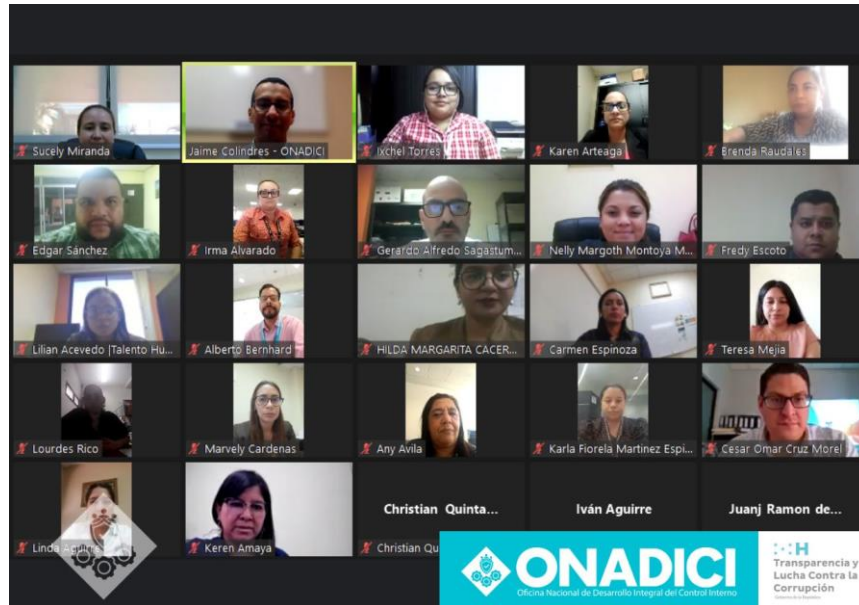 Sucely Miranda
Jaime Colindres - ONADICI
Ixchel Torres
Karen Arteaga
Brenda Raudales
Edgar Sánchez
Irma Alvarado
Gerardo Alfredo Sagastum...
Nelly Margoth Montoya M...
Fredy Escoto
Lilian Acevedo |Talento Hu...
Alberto Bernhard
HILDA MARGARITA CACER...
Carmen Espinoza
Teresa Mejia
Lourdes Rico
Marvely Cardenas
Any Avila
Karla Fiorela Martinez Espi...
Cesar Omar Cruz Morel
Linda Aguirre
Keren Amaya
Christian Quinta...
Christian Qu
Iván Aguirre
Juanj Ramon de...
ONADICI
Oficina Nacional de Desarrollo Integral del Control Interno
H
Transparencia y
Lucha Contra la
Corrupción